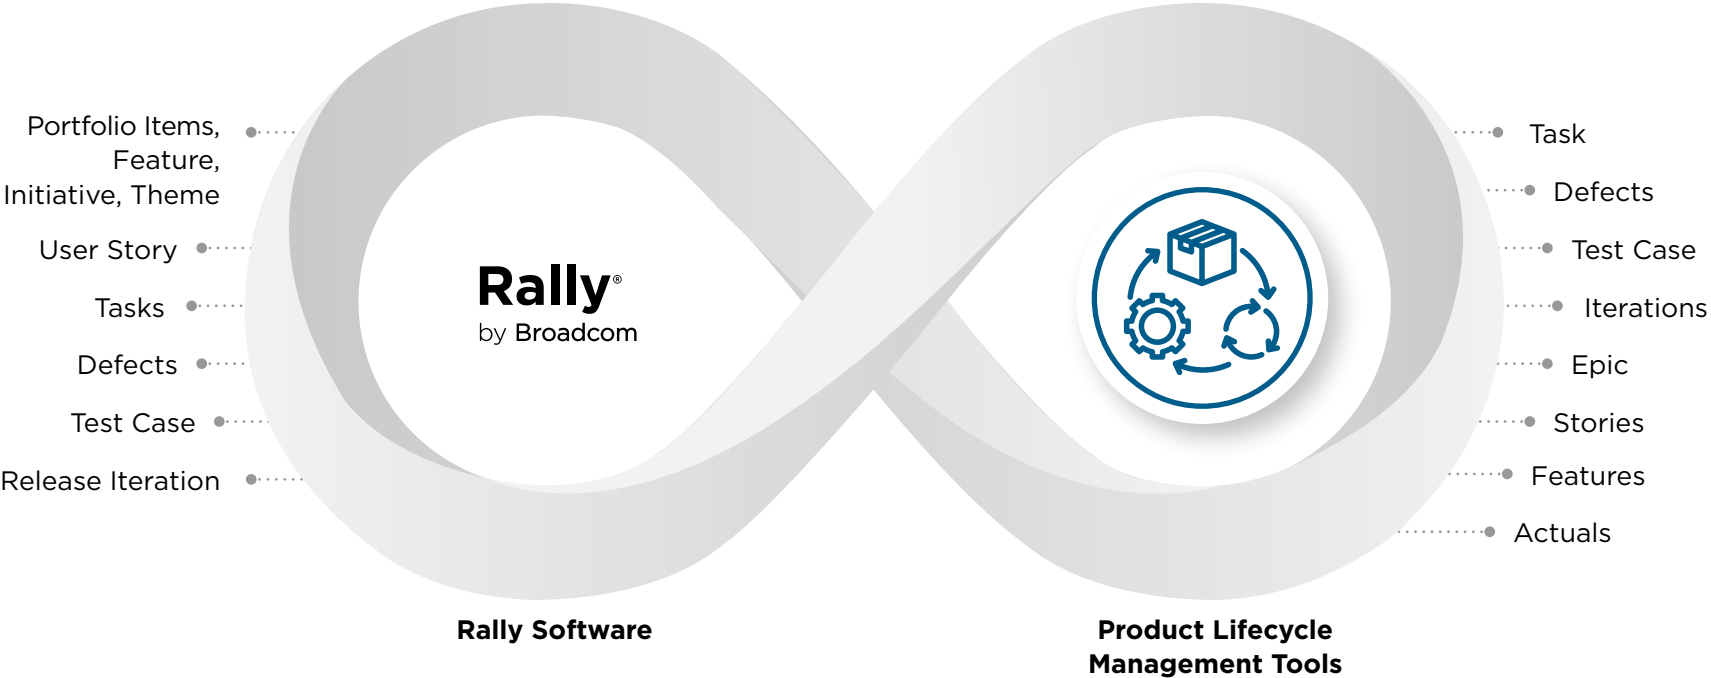 Portfolio Items,
Feature,
Initiative, Theme
User Story
Tasks
Defects
Test Case
Release Iteration
Rally®
by Broadcom
Task
Defects
Test Case
Iterations
Epic
Stories
Features
Actuals
Rally Software
Product Lifecycle
Management Tools